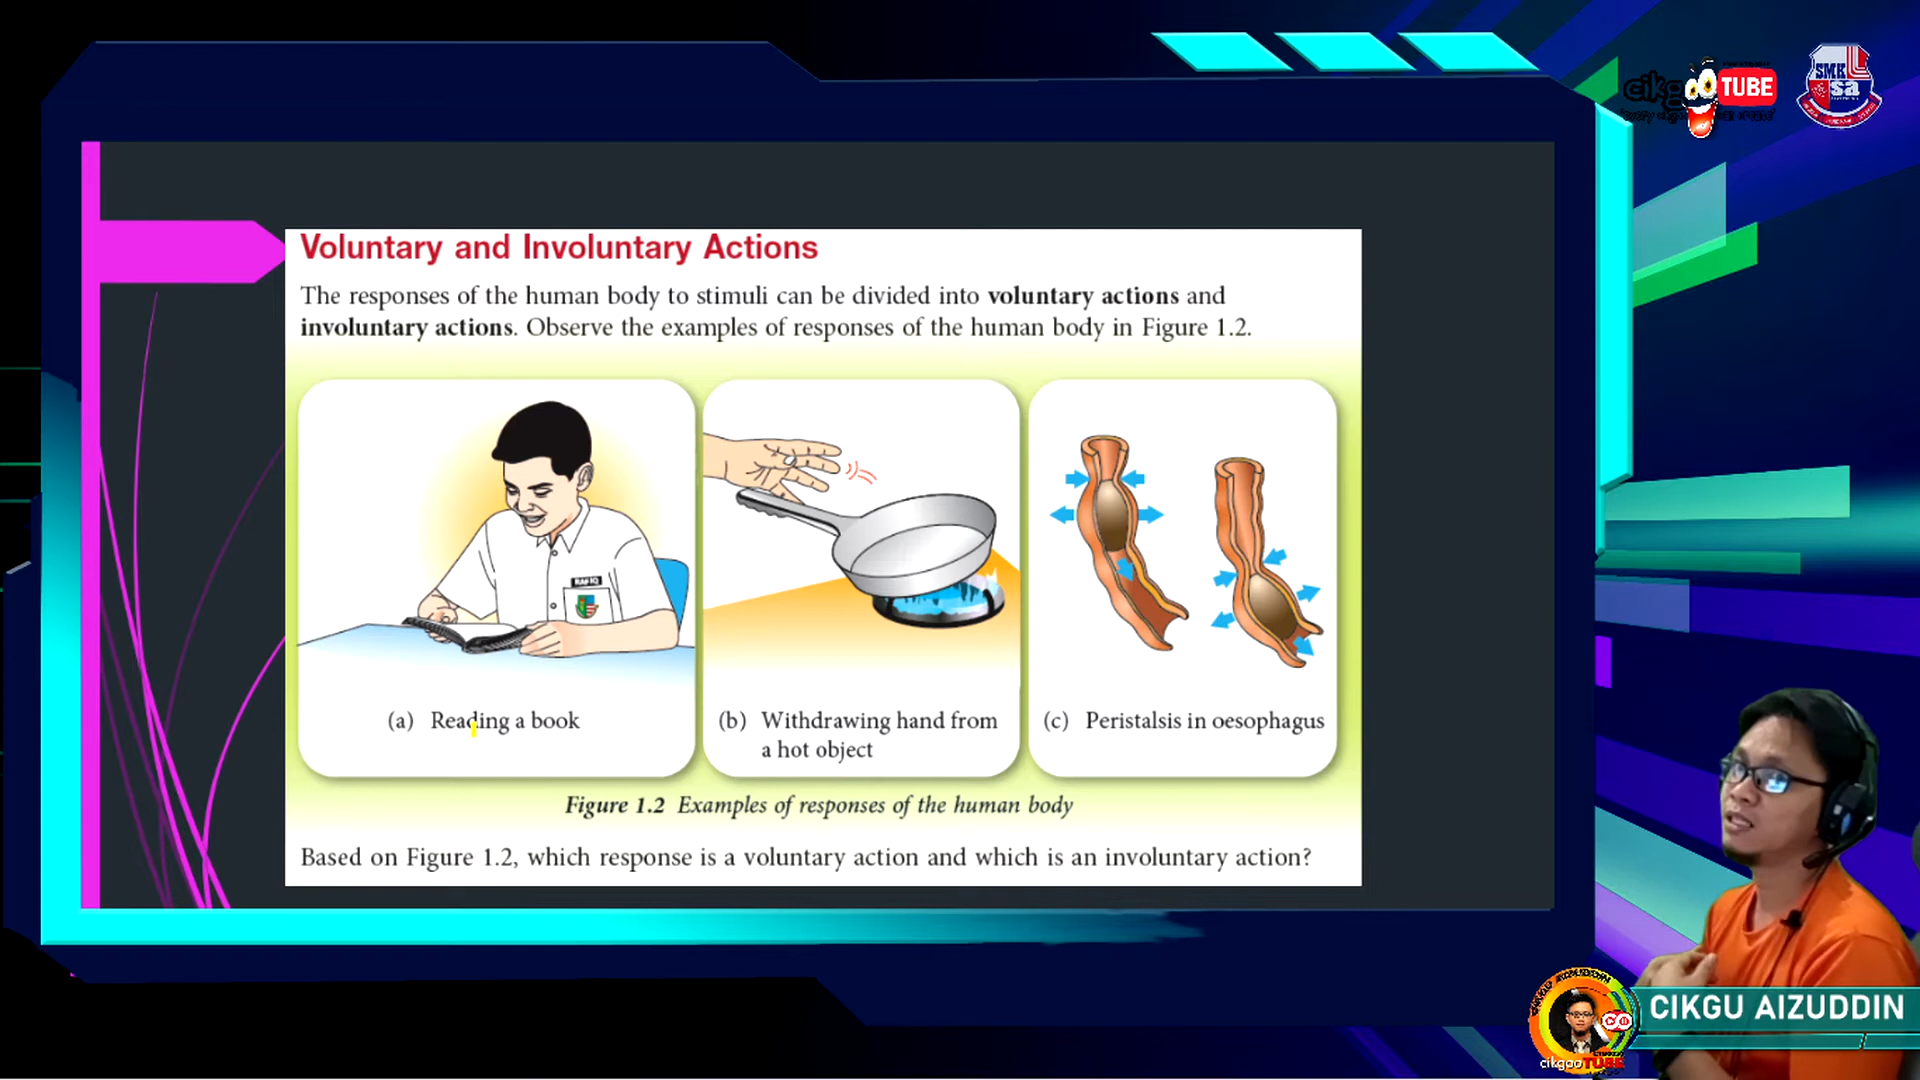 TUBE
SMK
sa
Voluntary and Involuntary Actions
The responses of the human body to stimuli can be divided into voluntary actions and
involuntary actions. Observe the examples of responses of the human body in Figure 1.2.
RAFIQ
(a) Reading a book
(b) Withdrawing hand from
a hot object
(c) Peristalsis in oesophagus
Figure 1.2 Examples of responses of the human body
Based on Figure 1.2, which response is a voluntary action and which is an involuntary action?
CIKGU AIZUDDIN
cikgooTUBE